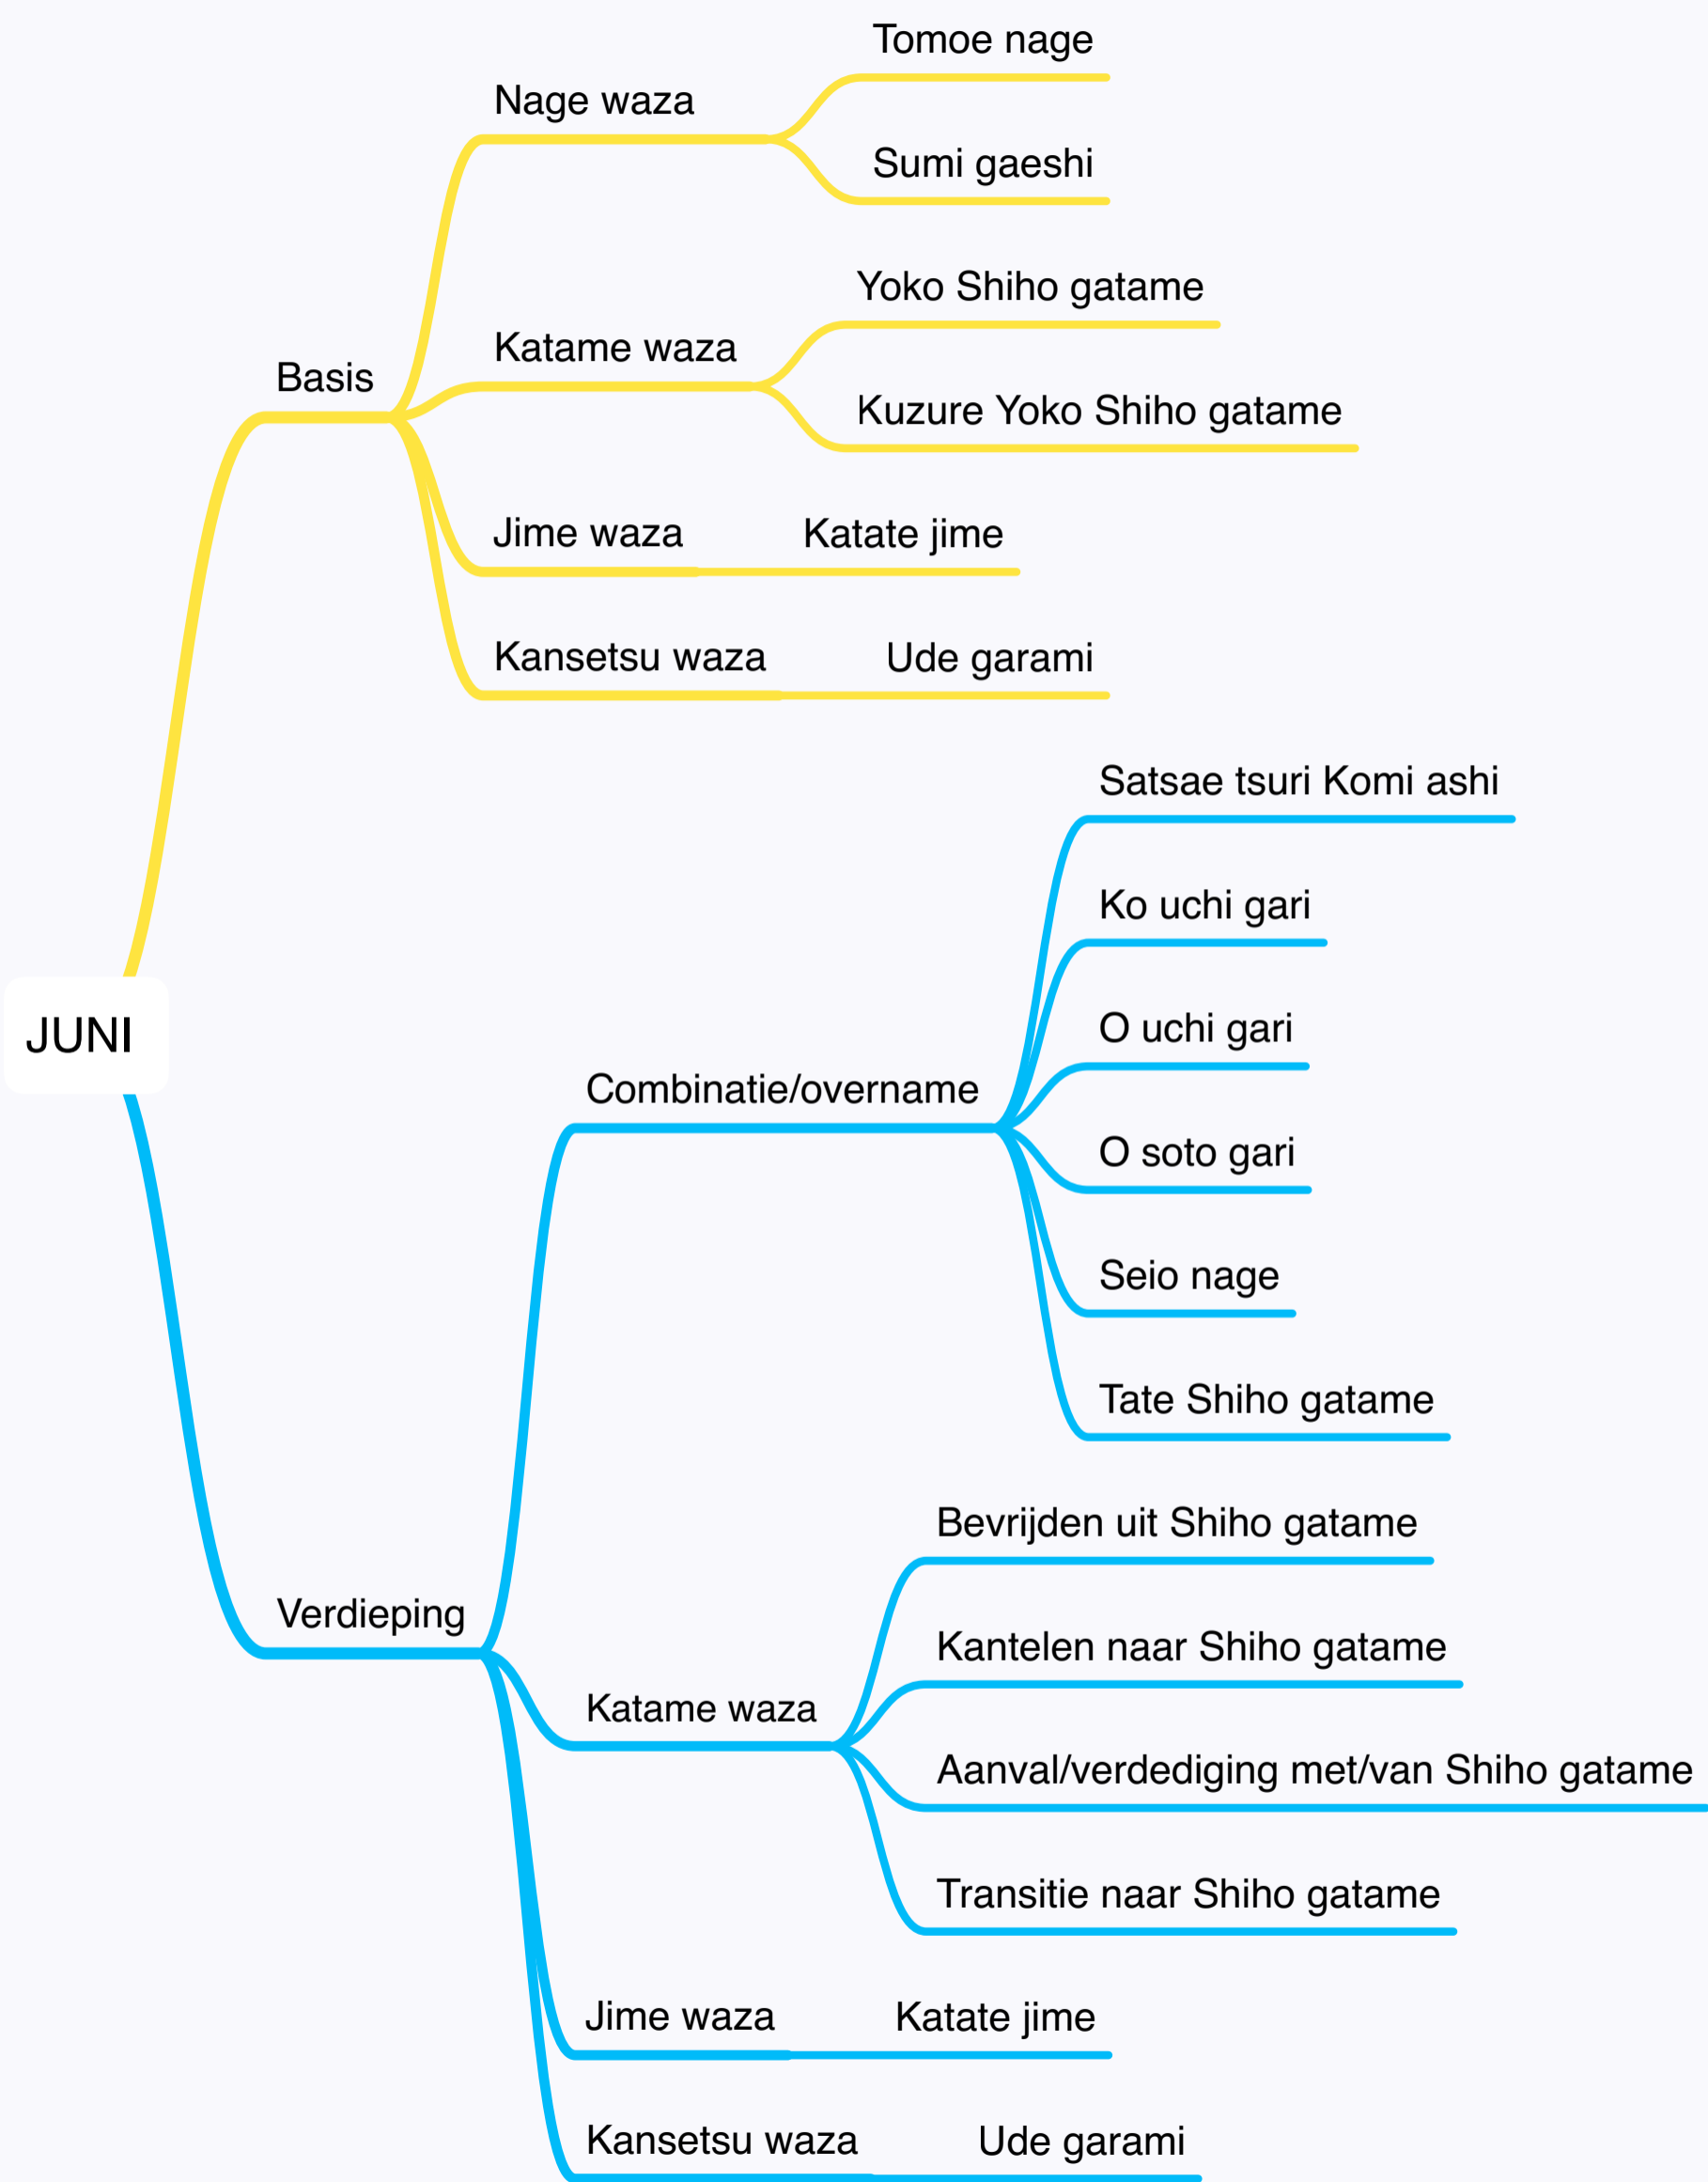 JUNI
Basis
Nage waza
Tomoe nage
Sumi gaeshi
Katame waza
Yoko Shiho gatame
Kuzure Yoko Shiho gatame
Jime waza
Katate jime
Kansetsu waza
Ude garami
Verdieping
Combinatie/overname
Satsae tsuri Komi ashi
Ko uchi gari
O uchi gari
O soto gari
Seio nage
Tate Shiho gatame
Katame waza
Bevrijden uit Shiho gatame
Kantelen naar Shiho gatame
Aanval/verdediging met/van Shiho gatame
Transitie naar Shiho gatame
Jime waza
Katate jime
Kansetsu waza
Ude garami